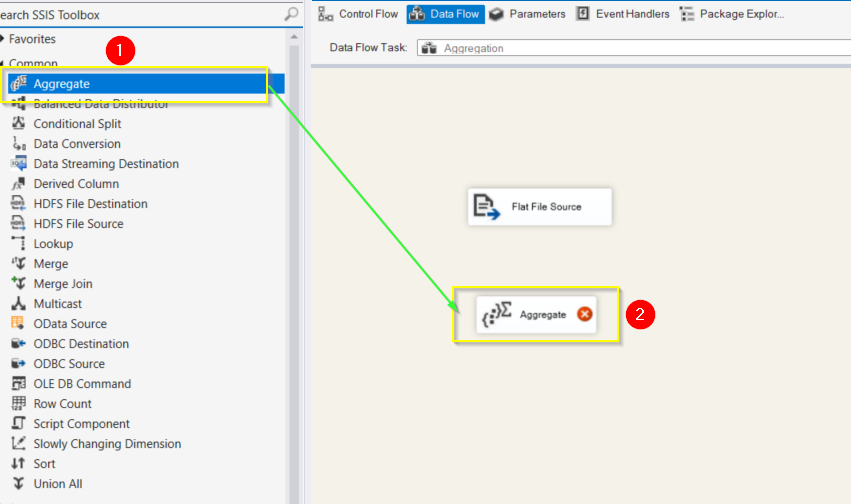 earch SSIS Toolbox
Favorites
1
Common
Aggregate
Balanced Data Distributor
Conditional Split
Data Conversion
Data Streaming Destination
Derived Column
HDFS File Destination
HDFS File Source
Lookup
Merge
Merge Join
Multicast
OData Source
ODBC Destination
ODBC Source
OLE DB Command
Row Count
Script Component
Slowly Changing Dimension
Sort
Union All
Control Flow Data Flow Parameters Event Handlers Package Explor...
Data Flow Task: Aggregation
Flat File Source
Aggregate
2